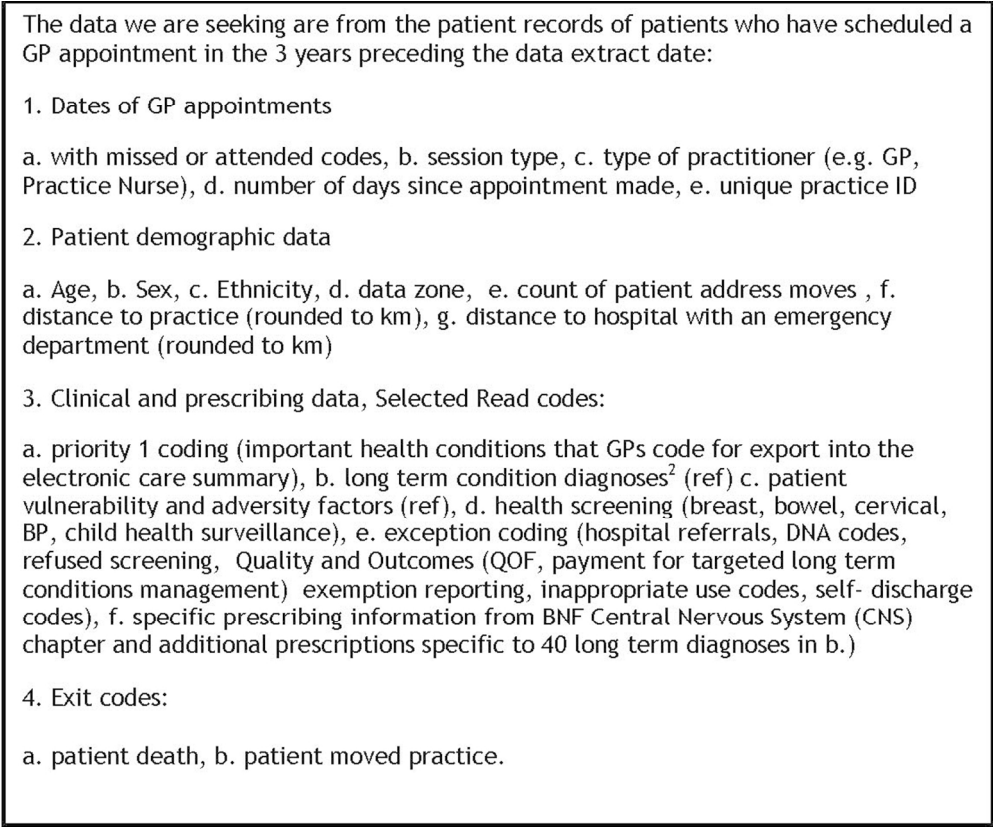 The data we are seeking are from the patient records of patients who have scheduled a
GP appointment in the 3 years preceding the data extract date:
1. Dates of GP appointments
a. with missed or attended codes, b. session type, c. type of practitioner (e.g. GP,
Practice Nurse), d. number of days since appointment made, e. unique practice ID
2. Patient demographic data
a. Age, b. Sex, c. Ethnicity, d. data zone,  e. count of patient address moves , f.
distance to practice (rounded to km), g. distance to hospital with an emergency
department (rounded to km)
3. Clinical and prescribing data, Selected Read codes:
a. priority 1 coding (important health conditions that GPs code for export into the
electronic care summary), b. long term condition diagnoses² (ref) c. patient
vulnerability and adversity factors (ref), d. health screening (breast, bowel, cervical,
BP, child health surveillance), e. exception coding (hospital referrals, DNA codes,
refused screening,  Quality and Outcomes (QOF, payment for targeted long term
conditions management)  exemption reporting, inappropriate use codes, self- discharge
codes), f. specific prescribing information from BNF Central Nervous System (CNS)
chapter and additional prescriptions specific to 40 long term diagnoses in b.)
4. Exit codes:
a. patient death, b. patient moved practice.